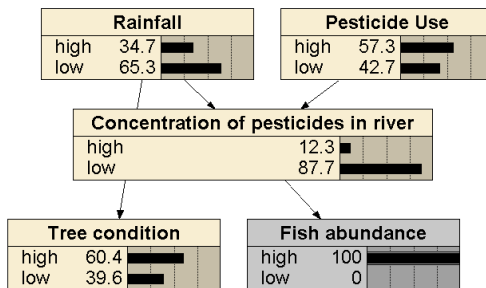 Rainfall
high 34.7
low 65.3
Pesticide Use
high 57.3
low 42.7
Concentration of pesticides in river
high 12.3
low 87.7
Tree condition
high 60.4
low 39.6
Fish abundance
high 100
low 0